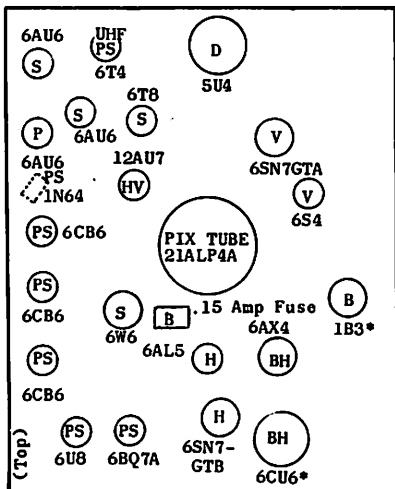 6AU6
S
UHF
PS
6T4
D
5U4
P
6AU6
S
6AU6
6T8
S
V
6SN7GTA
PS
1N64
12AU7
HV
V
6S4
PS 6CB6
PIX TUBE
21ALP4A
PS
6CB6
S
6W6
B
.15 Amp Fuse
6AL5
B
1B3*
PS
6CB6
H
6AX4
BH
PS
6U8
PS
6BQ7A
H
6SN7-
GTB
BH
6CU6*
(Top)